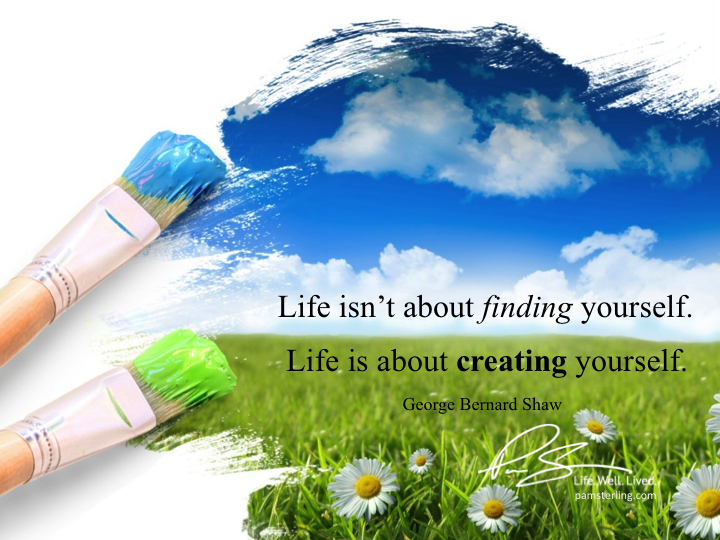 Life isn’t about finding yourself.
Life is about creating yourself.
George Bernard Shaw
Life. Well. Lived.
pamsterling.com